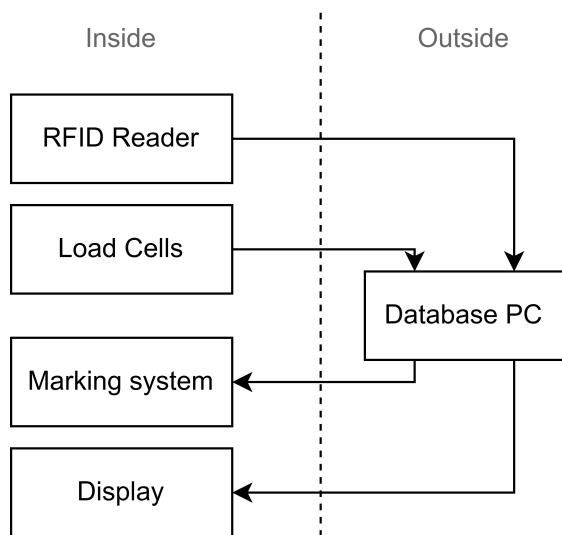 Inside
Outside
RFID Reader
Load Cells
Database PC
Marking system
Display